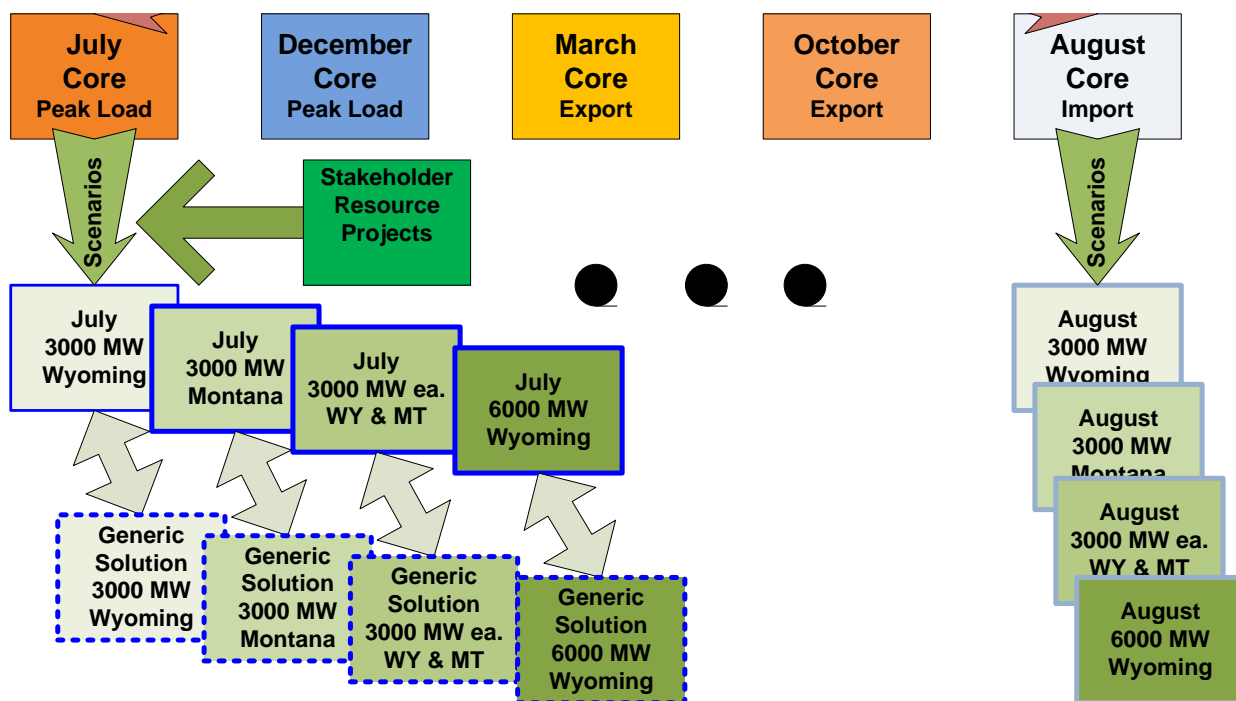 July
Core
Peak Load
December
Core
Peak Load
March
Core
Export
October
Core
Export
August
Core
Import
Scenarios
Stakeholder
Resource
Projects
Scenarios
July
3000 MW
Wyoming
July
3000 MW
Montana
July
3000 MW ea.
WY & MT
July
6000 MW
Wyoming
August
3000 MW
Wyoming
August
3000 MW
Montana
August
3000 MW ea.
WY & MT
August
6000 MW
Wyoming
Generic
Solution
3000 MW
Wyoming
Generic
Solution
3000 MW
Montana
Generic
Solution
3000 MW ea.
WY & MT
Generic
Solution
6000 MW
Wyoming